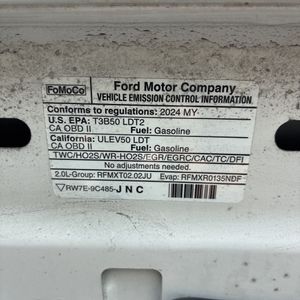 FoMoCo
Ford Motor Company
VEHICLE EMISSION CONTROL INFORMATION
Conforms to regulations: 2024 MY
U.S. EPA: T3B50 LDT2
CA OBD II Fuel: Gasoline
California: ULEV50 LDT
CA OBD II Fuel: Gasoline
TWC/HO2S/WR-HO2S/EGR/EGRC/CAC/TC/DFI
No adjustments needed.
2.0L-Group: RFMXT02.02JU Evap: RFMXR0135NDF
RW7E-9C485-JNC